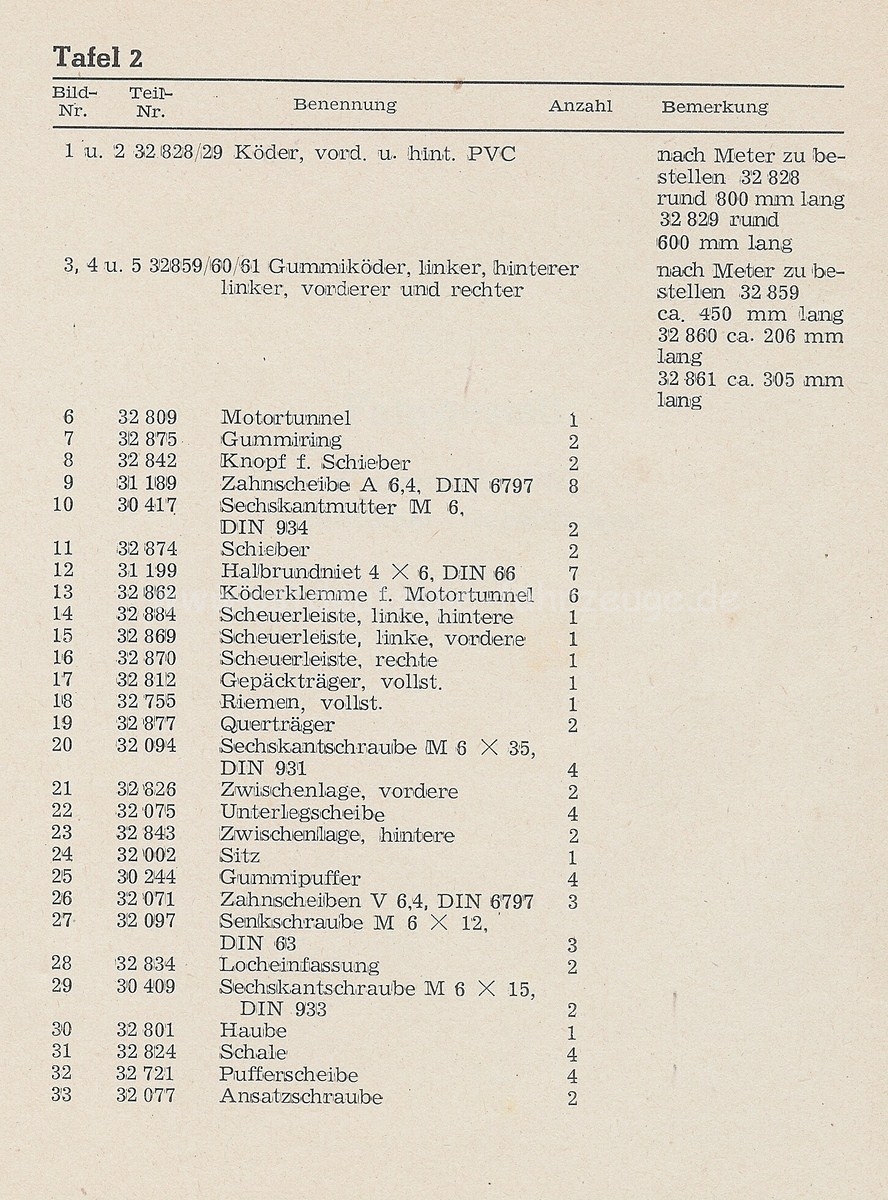 Tafel 2
Bild-Nr. Teil-Nr. Benennung Anzahl Bemerkung
1 u. 2 32 828/29 Köder, vord. u. hint. PVC nach Meter zu be-
stellen 32 828
rund 800 mm lang
32 829 rund
600 mm lang
3, 4 u. 5 32859/60/61 Gummiköder, linker, hinterer nach Meter zu be-
linker, vorderer und rechter stellen 32 859
ca. 450 mm lang
32 860 ca. 206 mm
lang
32 861 ca. 305 mm
lang
6 32 809 Motortunnel 1
7 32 875 Gummiring 2
8 32 842 Knopf f. Schieber 2
9 31 189 Zahnscheibe A 6,4, DIN 6797 8
10 30 417 Sechskantmutter M 6,
DIN 934 2
11 32 874 Schieber 2
12 31 199 Halbrundniet 4 × 6, DIN 66 7
13 32 862 Köderklemme f. Motortunnel 6
14 32 884 Scheuerleiste, linke, hintere 1
15 32 869 Scheuerleiste, linke, vordere 1
16 32 870 Scheuerleiste, rechte 1
17 32 812 Gepäckträger, vollst. 1
18 32 755 Riemen, vollst. 1
19 32 877 Querträger 2
20 32 094 Sechskantschraube M 6 × 35,
DIN 931 4
21 32 826 Zwischenlage, vordere 2
22 32 075 Unterlegscheibe 4
23 32 843 Zwischenlage, hintere 2
24 32 002 Sitz 1
25 30 244 Gummipuffer 4
26 32 071 Zahnscheiben V 6,4, DIN 6797 3
27 32 097 Senkschraube M 6 × 12,
DIN 63 3
28 32 834 Locheinfassung 2
29 30 409 Sechskantschraube M 6 × 15,
DIN 933 2
30 32 801 Haube 1
31 32 824 Schale 4
32 32 721 Pufferscheibe 4
33 32 077 Ansatzschraube 2